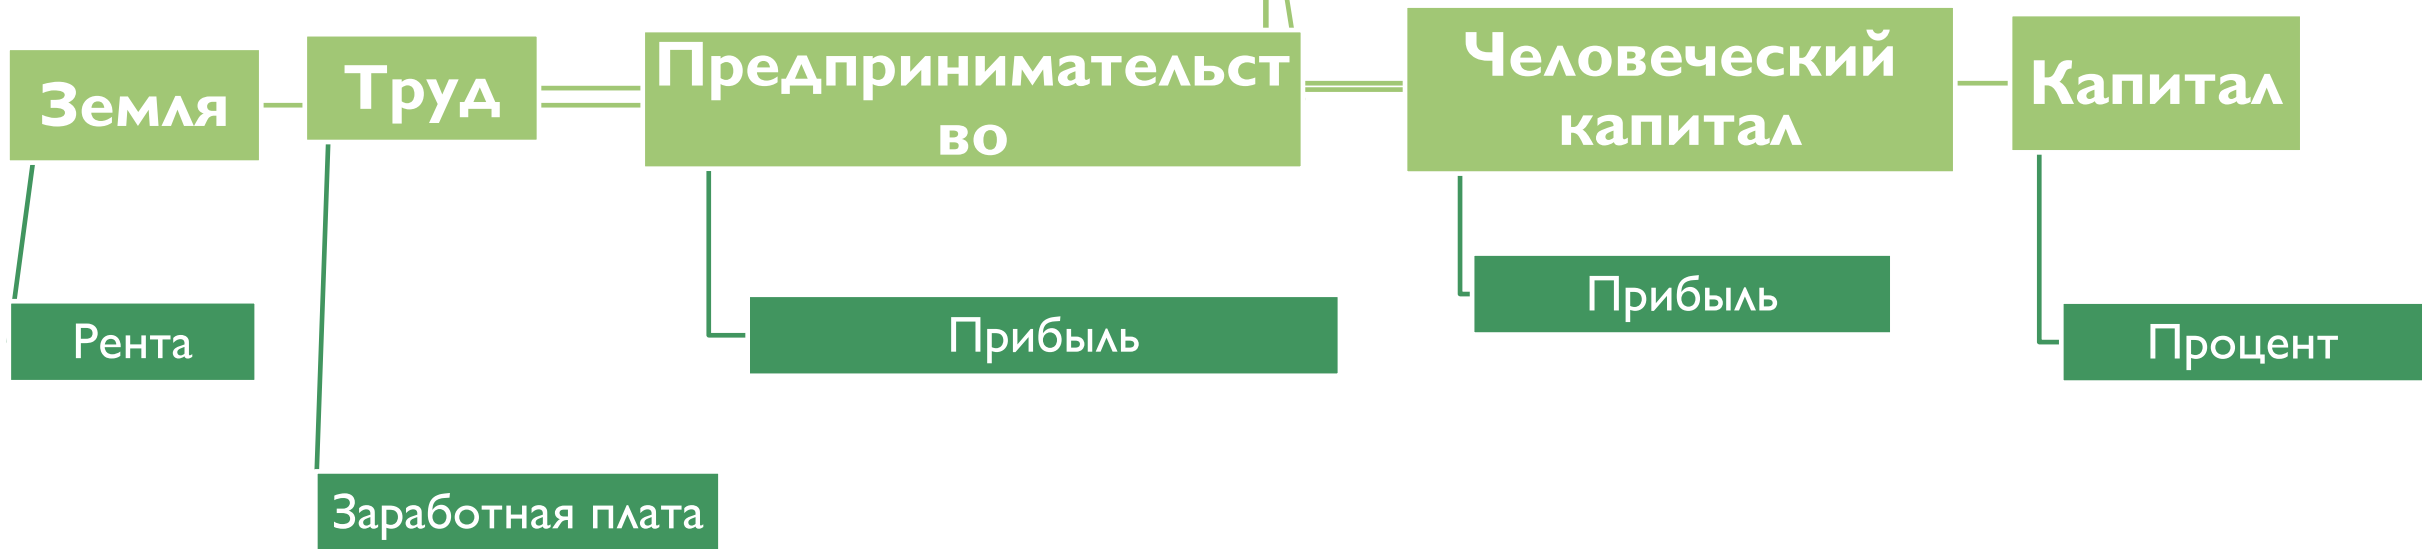 Земля
Труд
Предпринимательст
во
Человеческий
капитал
Капитал
Рента
Прибыль
Прибыль
Процент
Заработная плата